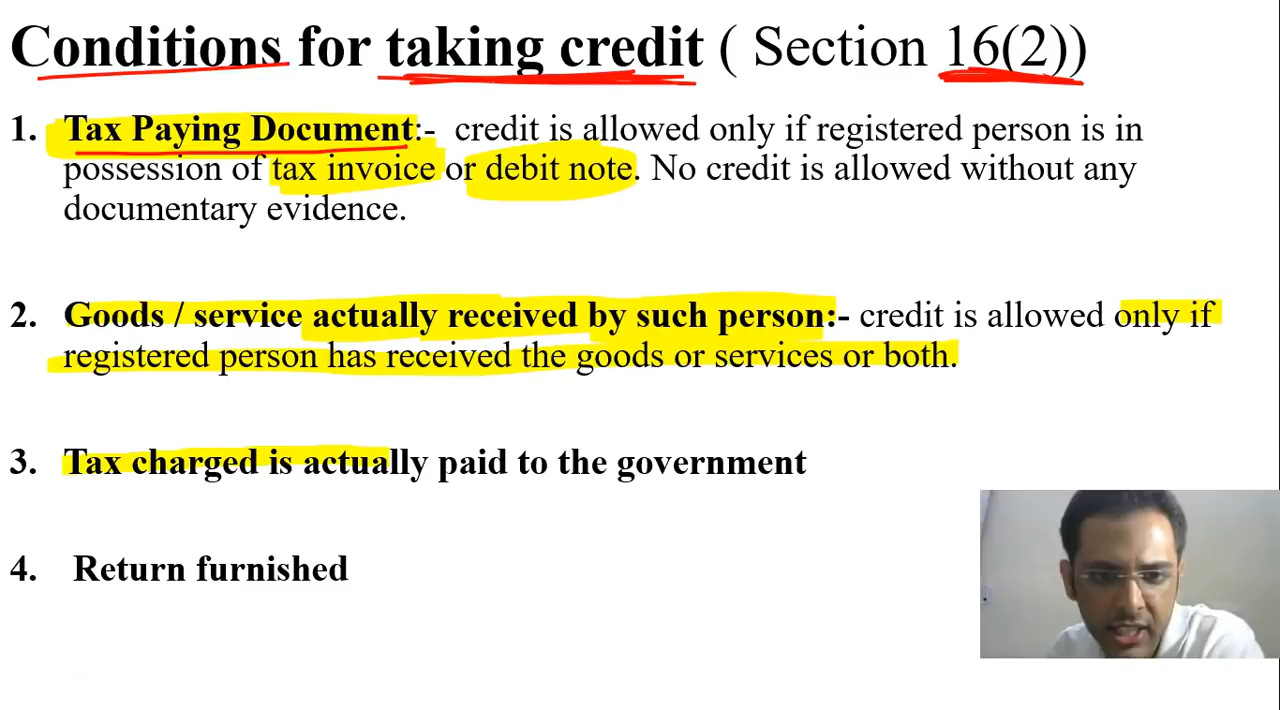 Conditions for taking credit ( Section 16(2))
1. Tax Paying Document:- credit is allowed only if registered person is in
possession of tax invoice or debit note. No credit is allowed without any
documentary evidence.
2. Goods / service actually received by such person:- credit is allowed only if
registered person has received the goods or services or both.
3. Tax charged is actually paid to the government
4. Return furnished